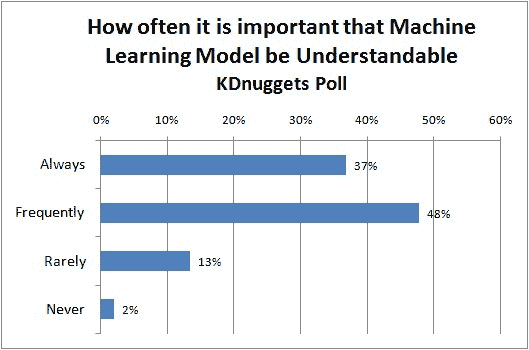 How often it is important that Machine
Learning Model be Understandable
KDnuggets Poll
0% 10% 20% 30% 40% 50% 60%
Always 37%
Frequently 48%
Rarely 13%
Never 2%